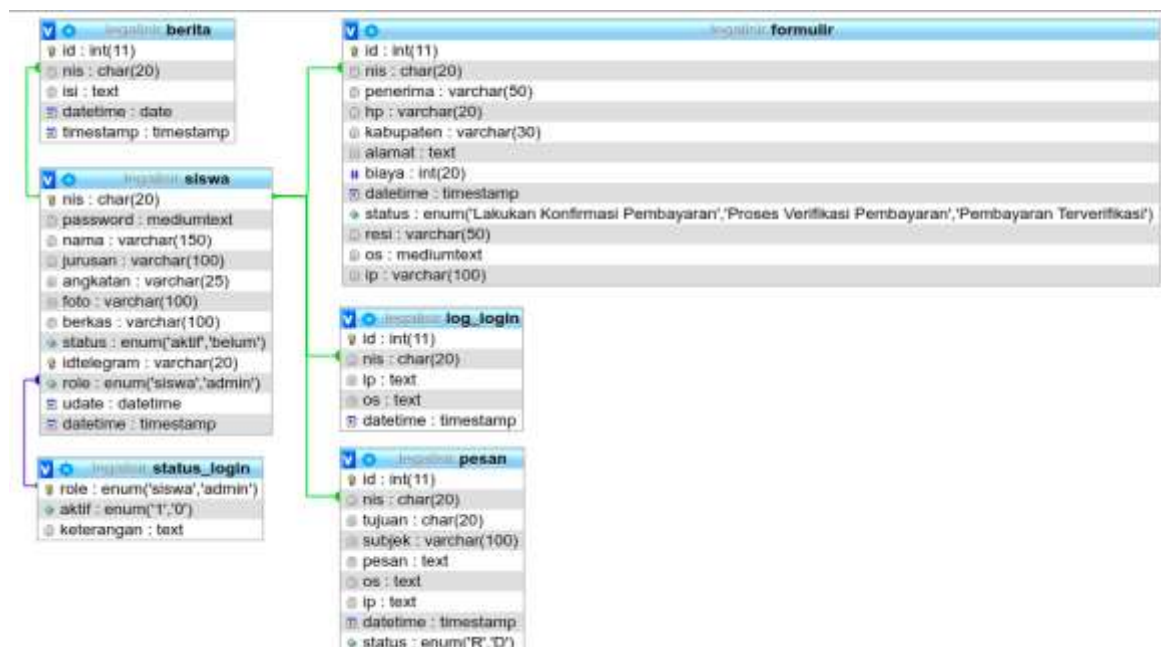 berita
id : int(11)
nis : char(20)
isi : text
datetime : date
timestamp : timestamp
siswa
nis : char(20)
password : mediumtext
nama : varchar(150)
jurusan : varchar(100)
angkatan : varchar(25)
foto : varchar(100)
berkas : varchar(100)
status : enum('aktif','belum')
idtelegram : varchar(20)
role : enum('siswa','admin')
udate : datetime
datetime : timestamp
status_login
role : enum('siswa','admin')
aktif : enum('1','0')
keterangan : text
formulir
id : int(11)
nis : char(20)
penerima : varchar(50)
hp : varchar(20)
kabupaten : varchar(30)
alamat : text
biaya : int(20)
datetime : timestamp
status : enum('Lakukan Konfirmasi Pembayaran','Proses Verifikasi Pembayaran','Pembayaran Terverifikasi')
resi : varchar(50)
os : mediumtext
ip : varchar(100)
log_login
id : int(11)
nis : char(20)
ip : text
os : text
datetime : timestamp
pesan
id : int(11)
nis : char(20)
tujuan : char(20)
subjek : varchar(100)
pesan : text
os : text
ip : text
datetime : timestamp
status : enum('R','D')